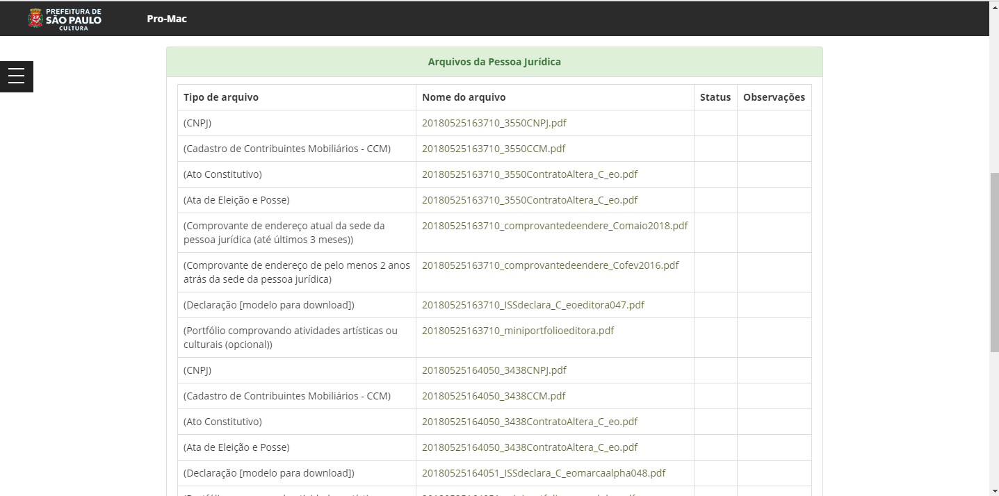 PREFEITURA DE
SÃO PAULO
CULTURA
Pro-Mac
Arquivos da Pessoa Jurídica
Tipo de arquivo Nome do arquivo Status Observações
(CNPJ) 20180525163710_3550CNPJ.pdf
(Cadastro de Contribuintes Mobiliários - CCM) 20180525163710_3550CCM.pdf
(Ato Constitutivo) 20180525163710_3550ContratoAltera_C_eo.pdf
(Ata de Eleição e Posse) 20180525163710_3550ContratoAltera_C_eo.pdf
(Comprovante de endereço atual da sede da 20180525163710_comprovantedeendere_Comaio2018.pdf
pessoa jurídica (até últimos 3 meses))
(Comprovante de endereço de pelo menos 2 anos 20180525163710_comprovantedeendere_Cofev2016.pdf
atrás da sede da pessoa jurídica)
(Declaração [modelo para download]) 20180525163710_ISSdeclara_C_eoeditora047.pdf
(Portfólio comprovando atividades artísticas ou 20180525163710_miniportfolioeditora.pdf
culturais (opcional))
(CNPJ) 20180525164050_3438CNPJ.pdf
(Cadastro de Contribuintes Mobiliários - CCM) 20180525164050_3438CCM.pdf
(Ato Constitutivo) 20180525164050_3438ContratoAltera_C_eo.pdf
(Ata de Eleição e Posse) 20180525164050_3438ContratoAltera_C_eo.pdf
(Declaração [modelo para download]) 20180525164051_ISSdeclara_C_eomarcaalpha048.pdf